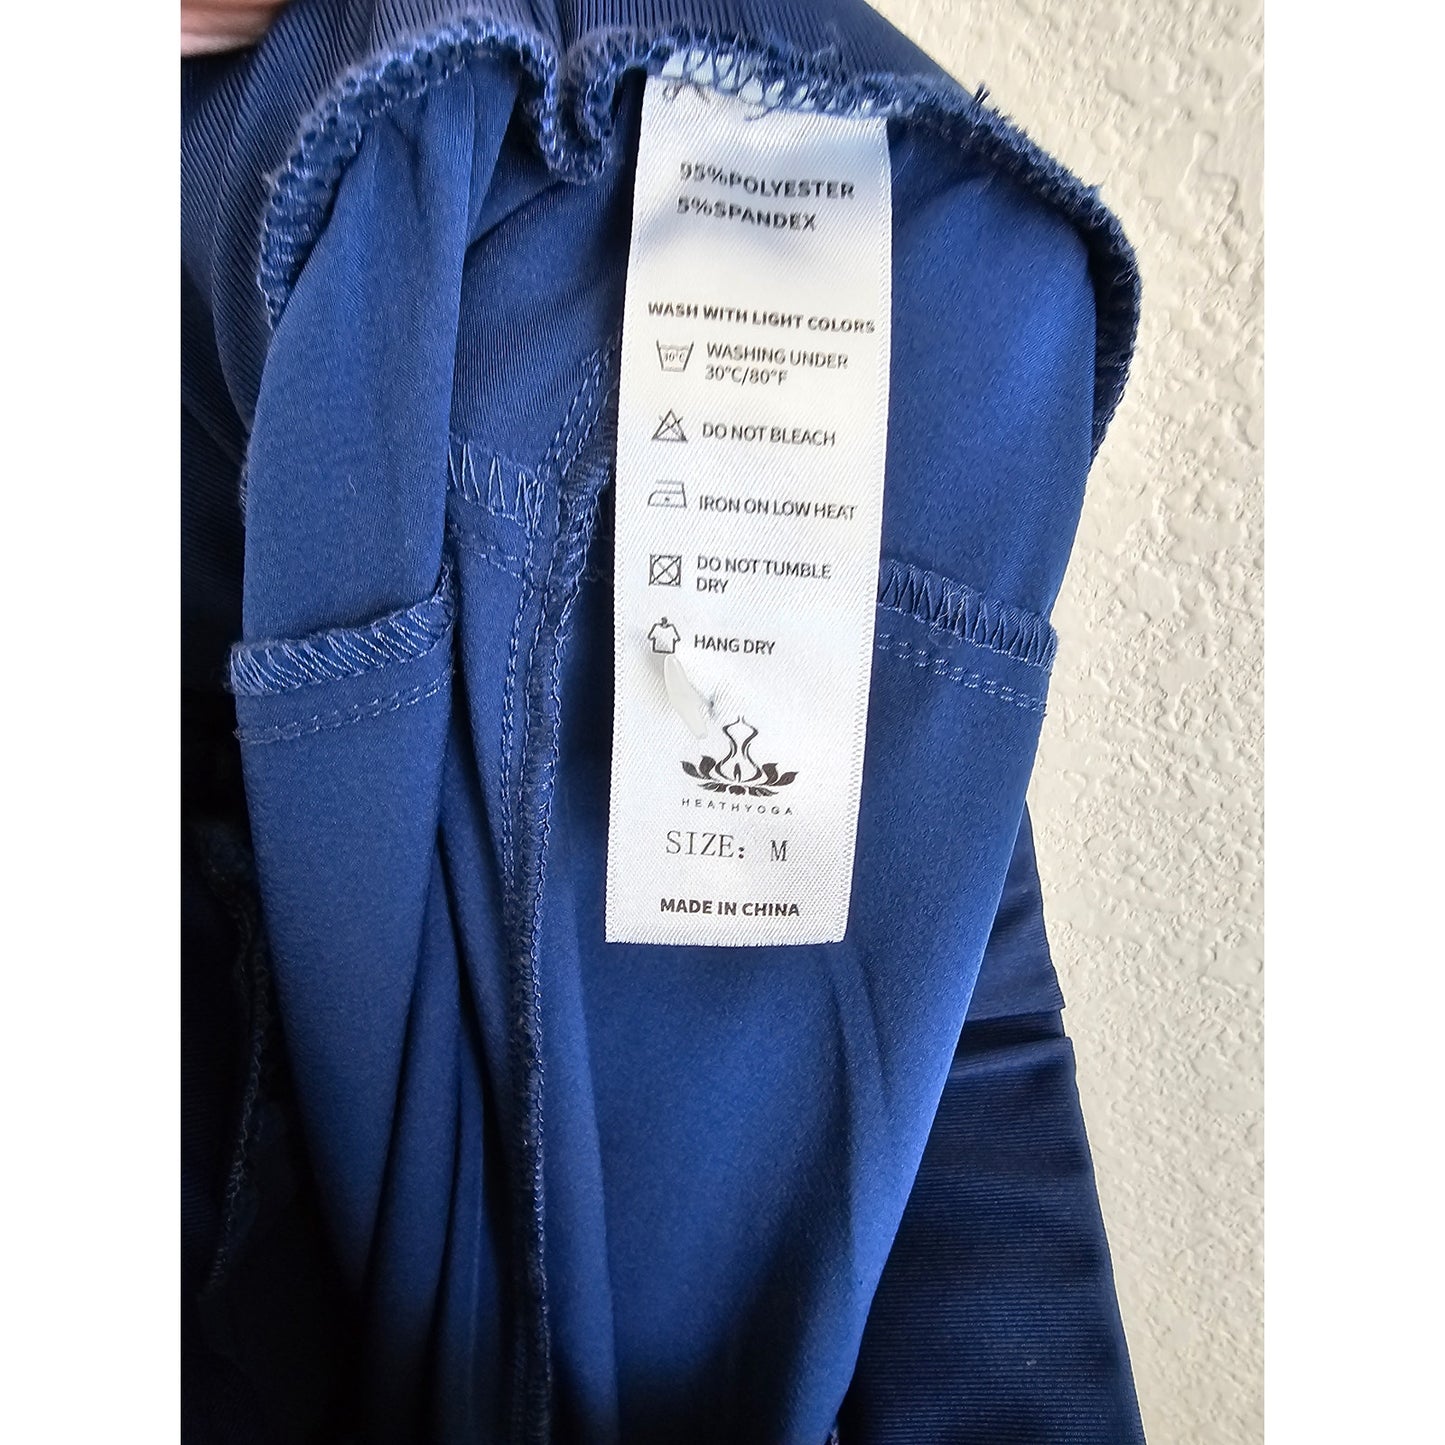 95%POLYESTER
5%SPANDEX
WASH WITH LIGHT COLORS
30°C
WASHING UNDER
30°C/80°F
DO NOT BLEACH
IRON ON LOW HEAT
DO NOT TUMBLE
DRY
HANG DRY
HEATHYOGA
SIZE: M
MADE IN CHINA